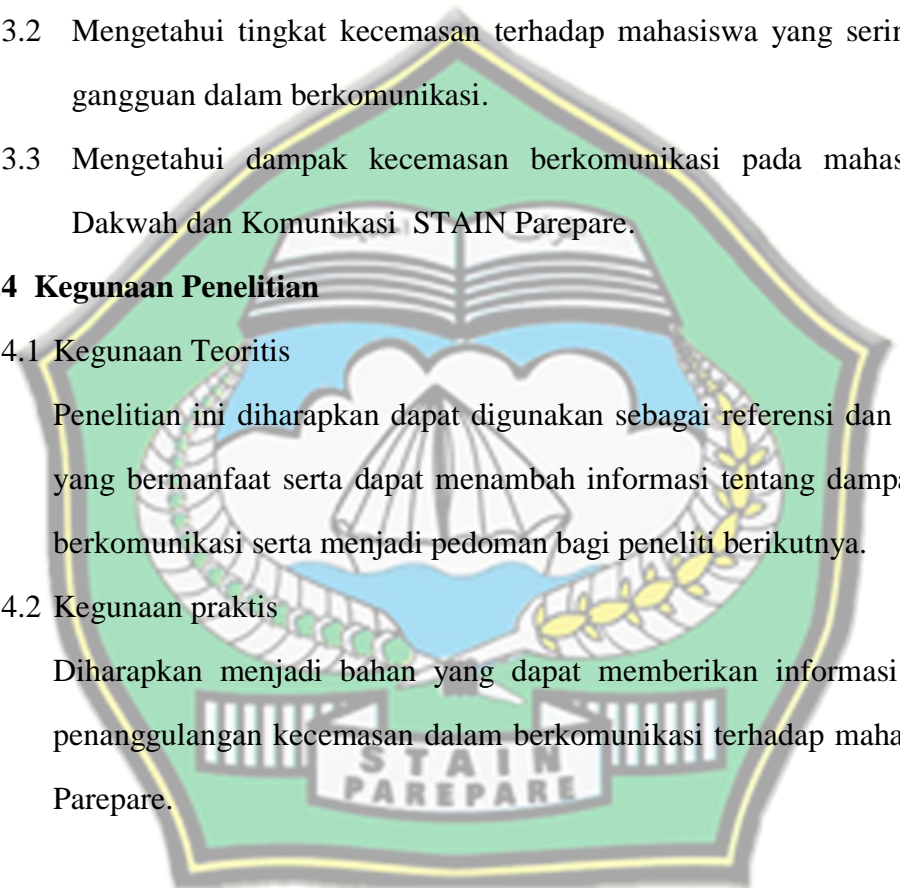 3.2 Mengetahui tingkat kecemasan terhadap mahasiswa yang serin
gangguan dalam berkomunikasi.
3.3 Mengetahui dampak kecemasan berkomunikasi pada mahas
Dakwah dan Komunikasi STAIN Parepare.
4 Kegunaan Penelitian
4.1 Kegunaan Teoritis
Penelitian ini diharapkan dapat digunakan sebagai referensi dan
yang bermanfaat serta dapat menambah informasi tentang dampa
berkomunikasi serta menjadi pedoman bagi peneliti berikutnya.
4.2 Kegunaan praktis
Diharapkan menjadi bahan yang dapat memberikan informasi
penanggulangan kecemasan dalam berkomunikasi terhadap maha
Parepare.
STAIN
PAREPARE